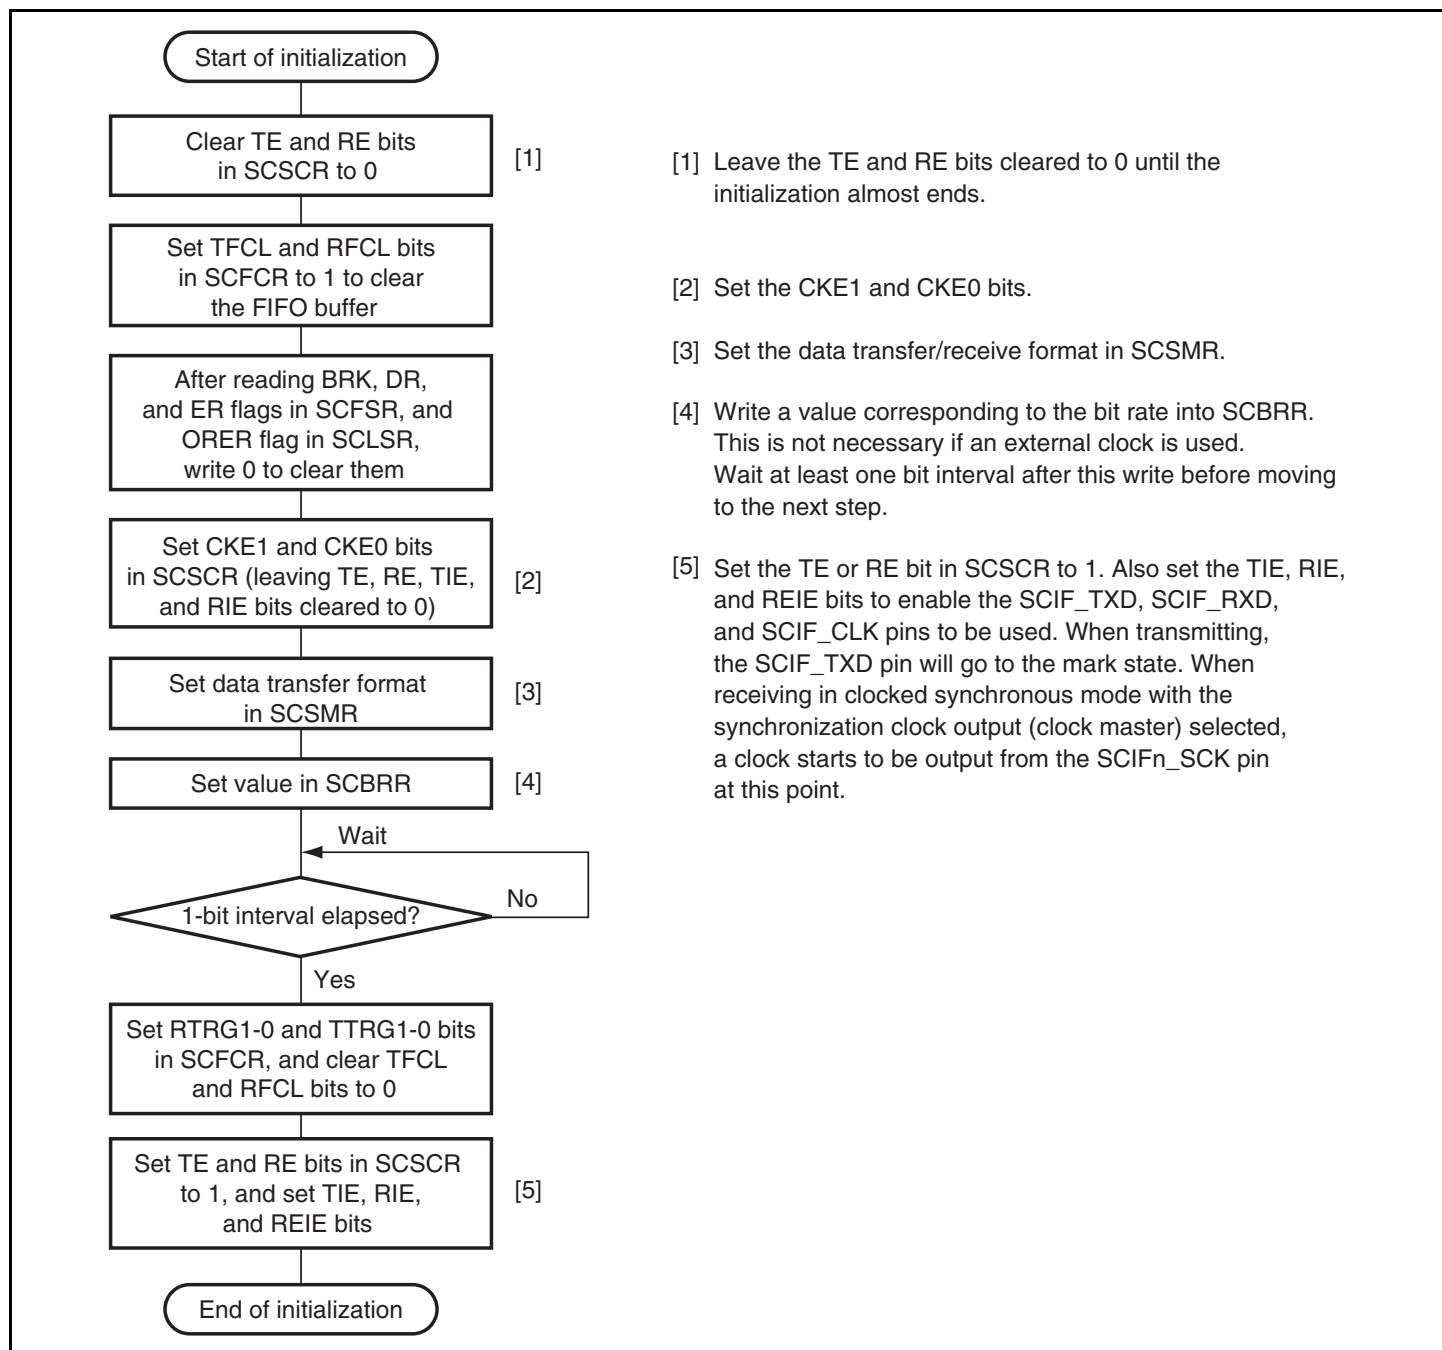 Start of initialization
Clear TE and RE bits
in SCSCR to 0
[1]
Set TFCL and RFCL bits
in SCFCR to 1 to clear
the FIFO buffer
After reading BRK, DR,
and ER flags in SCFSR, and
ORER flag in SCLSR,
write 0 to clear them
Set CKE1 and CKE0 bits
in SCSCR (leaving TE, RE, TIE,
and RIE bits cleared to 0)
[2]
Set data transfer format
in SCSMR
[3]
Set value in SCBRR
[4]
Wait
1-bit interval elapsed?
No
Yes
Set RTRG1-0 and TTRG1-0 bits
in SCFCR, and clear TFCL
and RFCL bits to 0
Set TE and RE bits in SCSCR
to 1, and set TIE, RIE,
and REIE bits
[5]
End of initialization
[1] Leave the TE and RE bits cleared to 0 until the
initialization almost ends.
[2] Set the CKE1 and CKE0 bits.
[3] Set the data transfer/receive format in SCSMR.
[4] Write a value corresponding to the bit rate into SCBRR.
This is not necessary if an external clock is used.
Wait at least one bit interval after this write before moving
to the next step.
[5] Set the TE or RE bit in SCSCR to 1. Also set the TIE, RIE,
and REIE bits to enable the SCIF_TXD, SCIF_RXD,
and SCIF_CLK pins to be used. When transmitting,
the SCIF_TXD pin will go to the mark state. When
receiving in clocked synchronous mode with the
synchronization clock output (clock master) selected,
a clock starts to be output from the SCIFn_SCK pin
at this point.